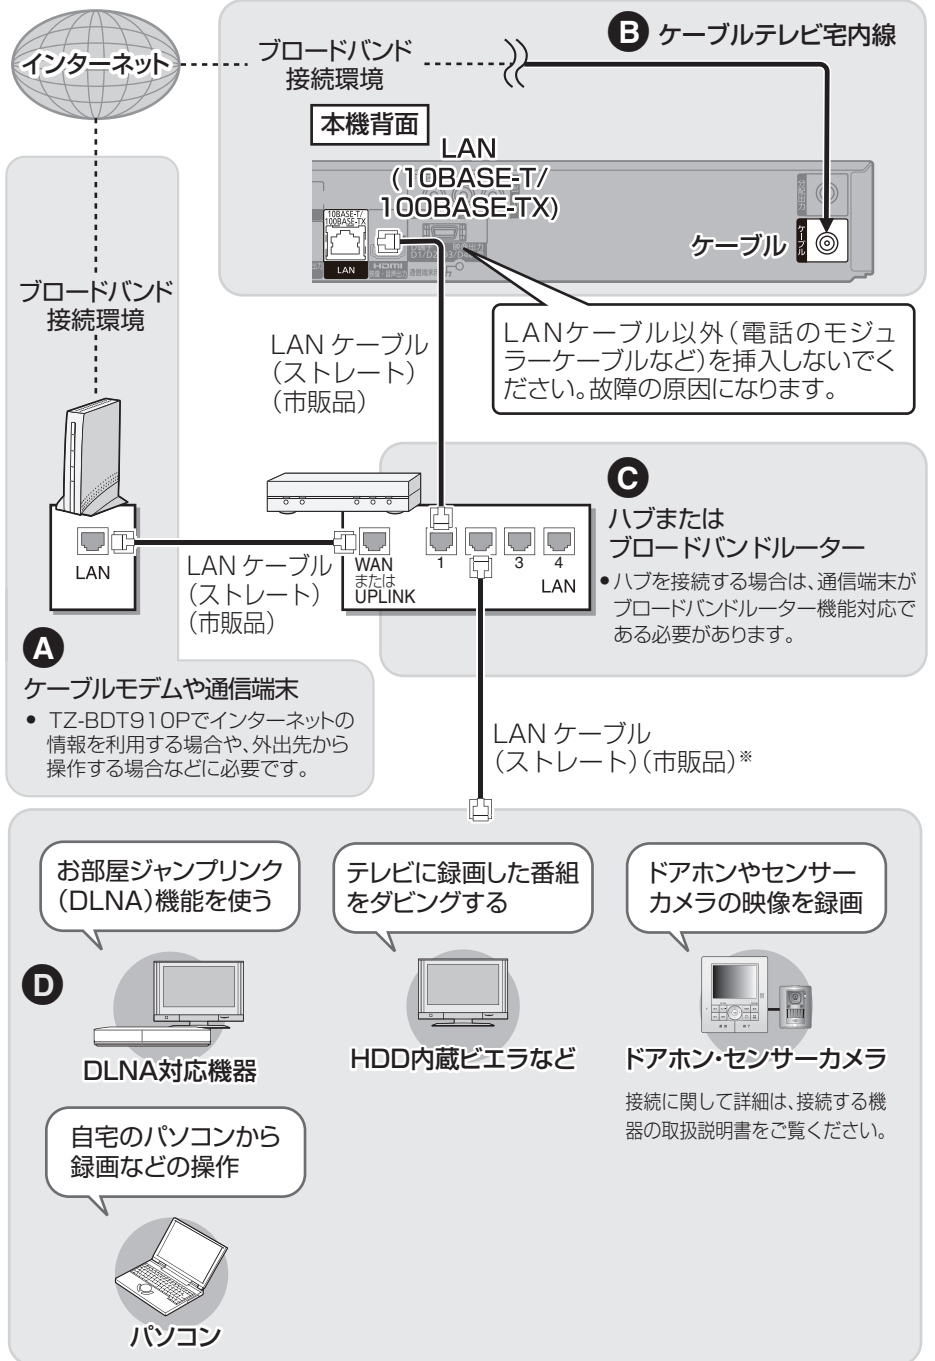 インターネット
ブロードバンド
接続環境
B ケーブルテレビ宅内線
本機背面
LAN
(10BASE-T/
100BASE-TX)
10BASE-T/
100BASE-TX
LAN
HDMI
映像・音声出力
D1/D2/D3/D4
分配出力
ケーブル
ケーブル
ブロードバンド
接続環境
LAN ケーブル
（ストレート）
（市販品）
LANケーブル以外（電話のモジュ
ラーケーブルなど）を挿入しないでく
ださい。故障の原因になります。
C
ハブまたは
ブロードバンドルーター
•ハブを接続する場合は、通信端末が
ブロードバンドルーター機能対応で
ある必要があります。
LAN
LAN ケーブル
（ストレート）
（市販品）
WAN
または
UPLINK
1
3
4
LAN
A
ケーブルモデムや通信端末
• TZ-BDT910Pでインターネットの
情報を利用する場合や、外出先から
操作する場合などに必要です。
LAN ケーブル
（ストレート）（市販品）※
お部屋ジャンプリンク
（DLNA）機能を使う
テレビに録画した番組
をダビングする
ドアホンやセンサー
カメラの映像を録画
D
DLNA対応機器
HDD内蔵ビエラなど
ドアホン・センサーカメラ
接続に関して詳細は、接続する機
器の取扱説明書をご覧ください。
自宅のパソコンから
録画などの操作
パソコン